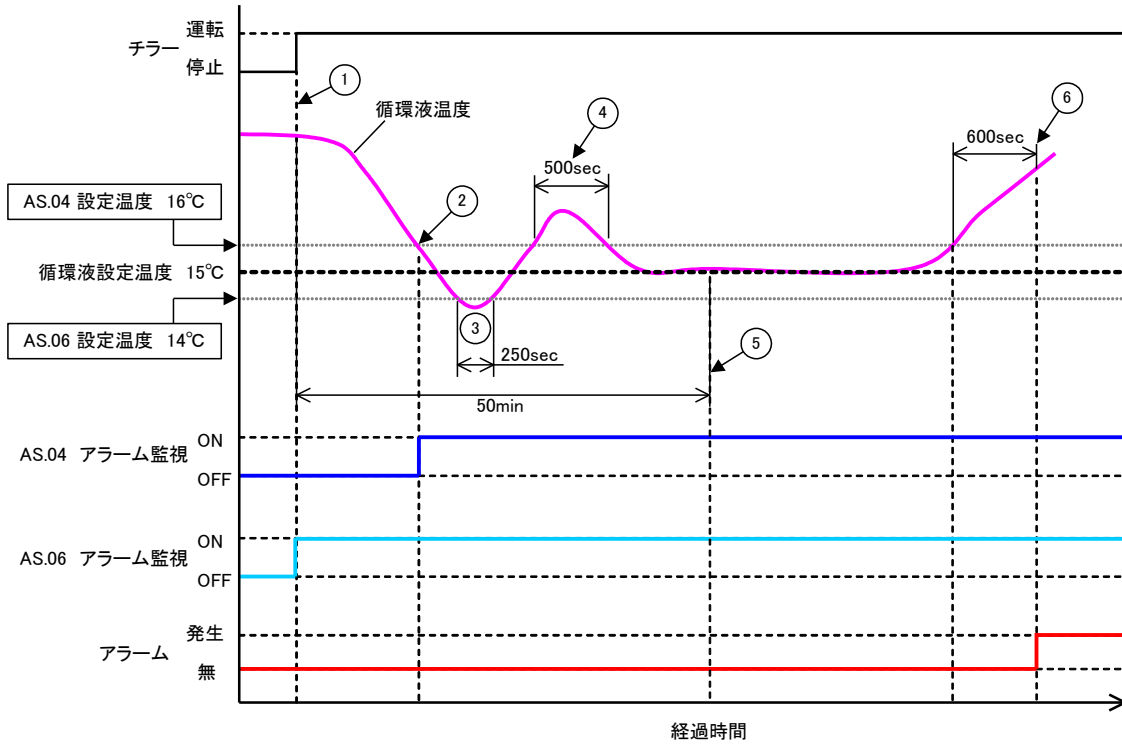 運転
チラー
停止
①
循環液温度
④
⑥
500sec
600sec
AS.04 設定温度 16℃
②
循環液設定温度 15℃
AS.06 設定温度 14℃
③
250sec
⑤
50min
ON
AS.04 アラーム監視
OFF
ON
AS.06 アラーム監視
OFF
発生
アラーム
無
経過時間